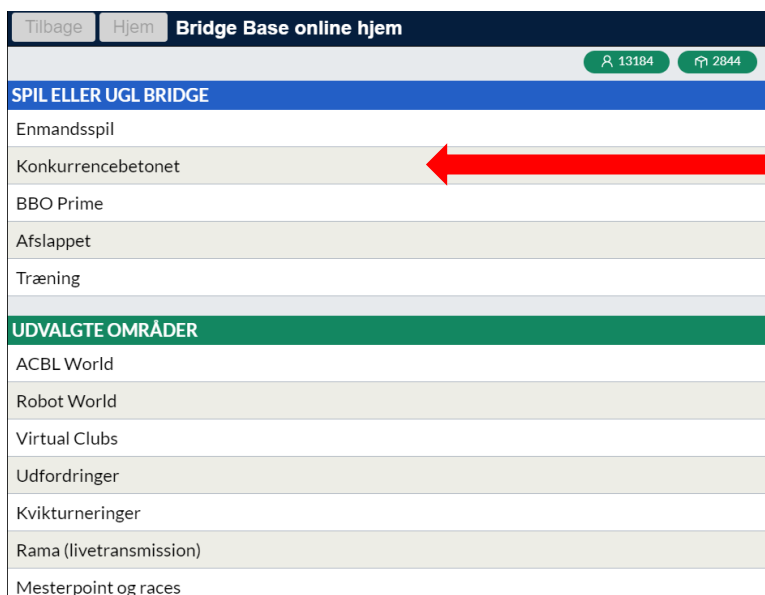 Tilbage Hjem Bridge Base online hjem
13184 2844
SPIL ELLER UGL BRIDGE
Enmandsspil
Konkurrencebetonet
BBO Prime
Afslappet
Træning
UDVALGTE OMRÅDER
ACBL World
Robot World
Virtual Clubs
Udfordringer
Kvikturneringer
Rama (livetransmission)
Mesterpoint og races